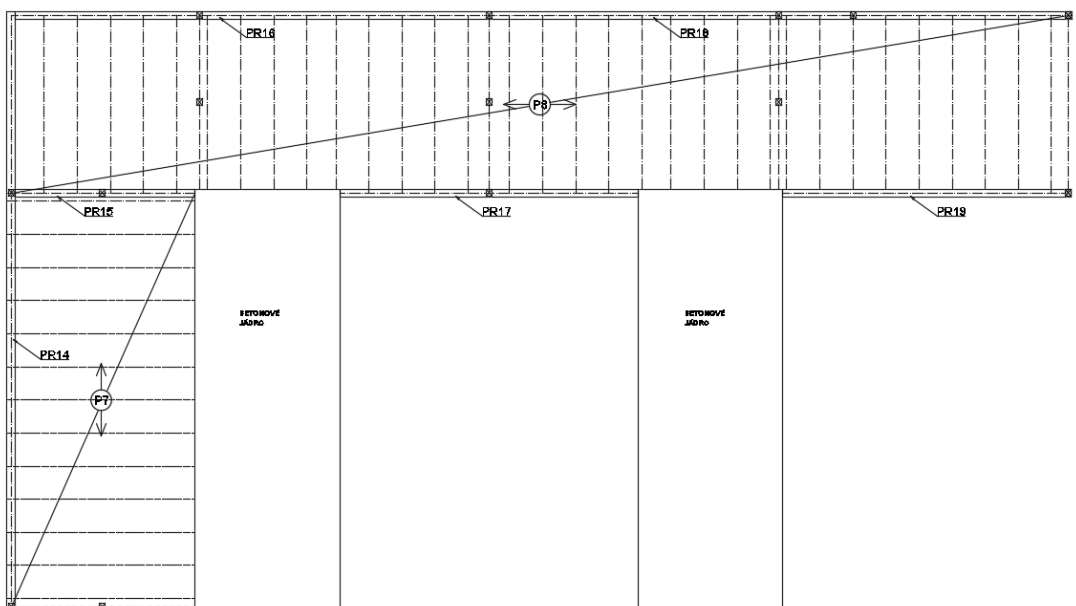 PR16
PR18
P8
PR15
PR17
PR19
BETONOVÉ
JÁDRO
BETONOVÉ
JÁDRO
PR14
P7